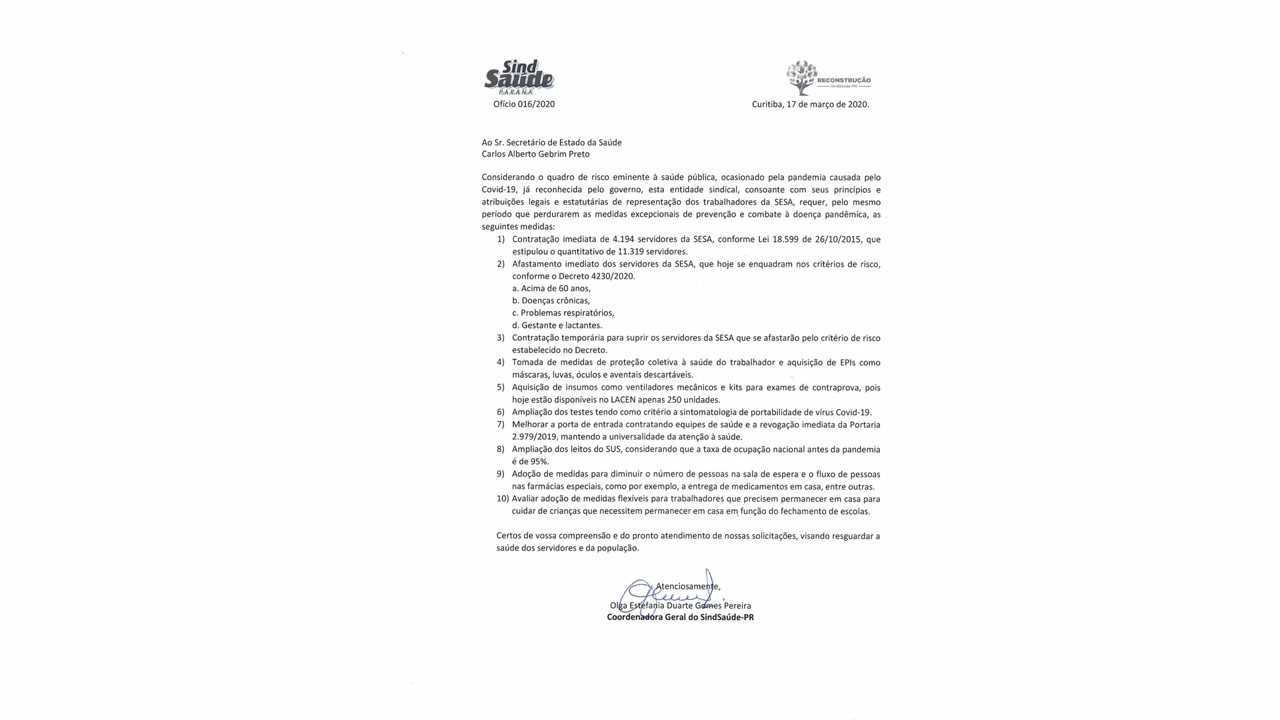 Sind
Saúde
PARANÁ
RECONSTRUÇÃO
SindSaúde-PR
Ofício 016/2020
Curitiba, 17 de março de 2020.
Ao Sr. Secretário de Estado da Saúde
Carlos Alberto Gebrim Preto
Considerando o quadro de risco eminente à saúde pública, ocasionado pela pandemia causada pelo
Covid-19, já reconhecida pelo governo, esta entidade sindical, consoante com seus princípios e
atribuições legais e estatutárias de representação dos trabalhadores da SESA, requer, pelo mesmo
período que perdurarem as medidas excepcionais de prevenção e combate à doença pandêmica, as
seguintes medidas:
1) Contratação imediata de 4.194 servidores da SESA, conforme Lei 18.599 de 26/10/2015, que
estipulou o quantitativo de 11.319 servidores.
2) Afastamento imediato dos servidores da SESA, que hoje se enquadram nos critérios de risco,
conforme o Decreto 4230/2020.
a. Acima de 60 anos,
b. Doenças crônicas,
c. Problemas respiratórios,
d. Gestante e lactantes.
3) Contratação temporária para suprir os servidores da SESA que se afastarão pelo critério de risco
estabelecido no Decreto.
4) Tomada de medidas de proteção coletiva à saúde do trabalhador e aquisição de EPIs como
máscaras, luvas, óculos e aventais descartáveis.
5) Aquisição de insumos como ventiladores mecânicos e kits para exames de contraprova, pois
hoje estão disponíveis no LACEN apenas 250 unidades.
6) Ampliação dos testes tendo como critério a sintomatologia de portabilidade de vírus Covid-19.
7) Melhorar a porta de entrada contratando equipes de saúde e a revogação imediata da Portaria
2.979/2019, mantendo a universalidade da atenção à saúde.
8) Ampliação dos leitos do SUS, considerando que a taxa de ocupação nacional antes da pandemia
é de 95%.
9) Adoção de medidas para diminuir o número de pessoas na sala de espera e o fluxo de pessoas
nas farmácias especiais, como por exemplo, a entrega de medicamentos em casa, entre outras.
10) Avaliar adoção de medidas flexíveis para trabalhadores que precisem permanecer em casa para
cuidar de crianças que necessitem permanecer em casa em função do fechamento de escolas.
Certos de vossa compreensão e do pronto atendimento de nossas solicitações, visando resguardar a
saúde dos servidores e da população.
Atenciosamente,
Olga Estefania Duarte Gomes Pereira
Coordenadora Geral do SindSaúde-PR